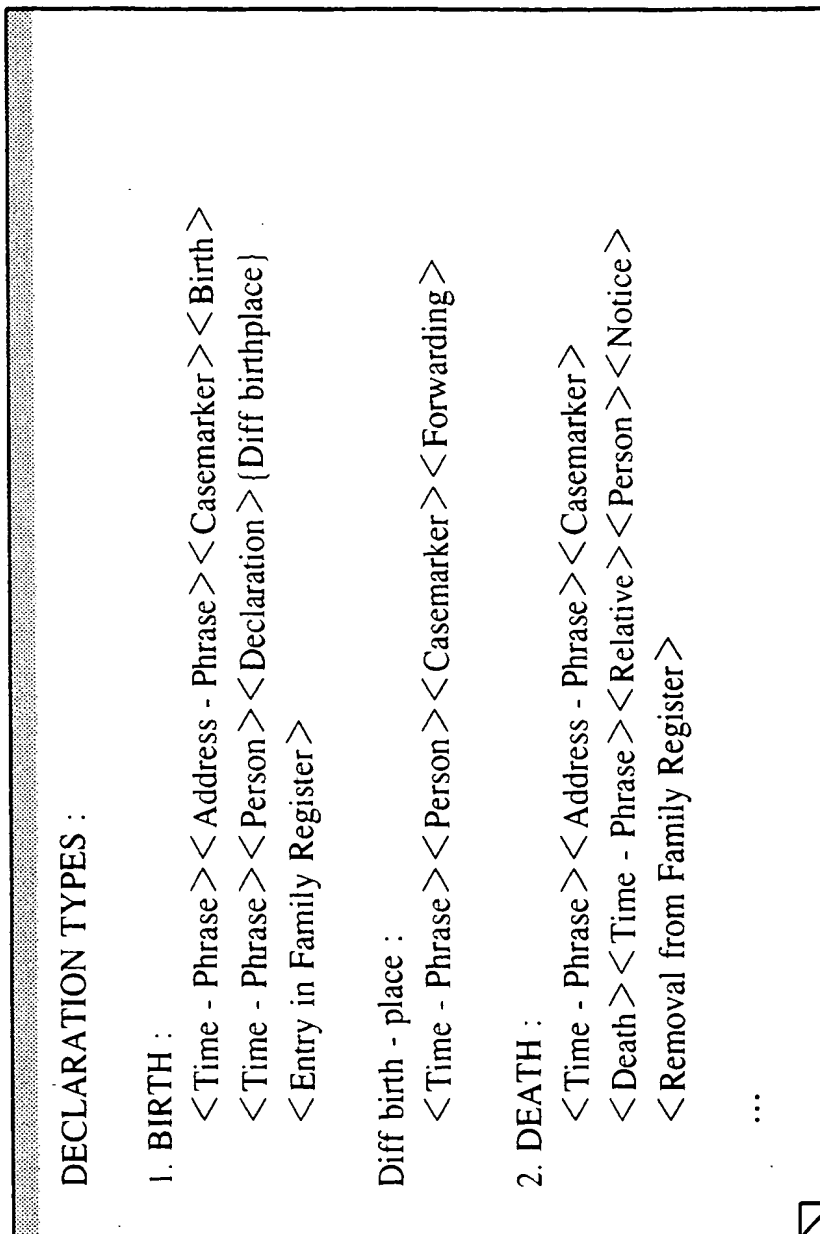 DECLARATION TYPES :
1. BIRTH :
<Time - Phrase><Address - Phrase><Casemarker><Birth>
<Time - Phrase><Person><Declaration>{Diff birthplace}
<Entry in Family Register>
Diff birth - place :
<Time - Phrase><Person><Casemarker><Forwarding>
2. DEATH :
<Time - Phrase><Address - Phrase><Casemarker>
<Death><Time - Phrase><Relative><Person><Notice>
<Removal from Family Register>
...